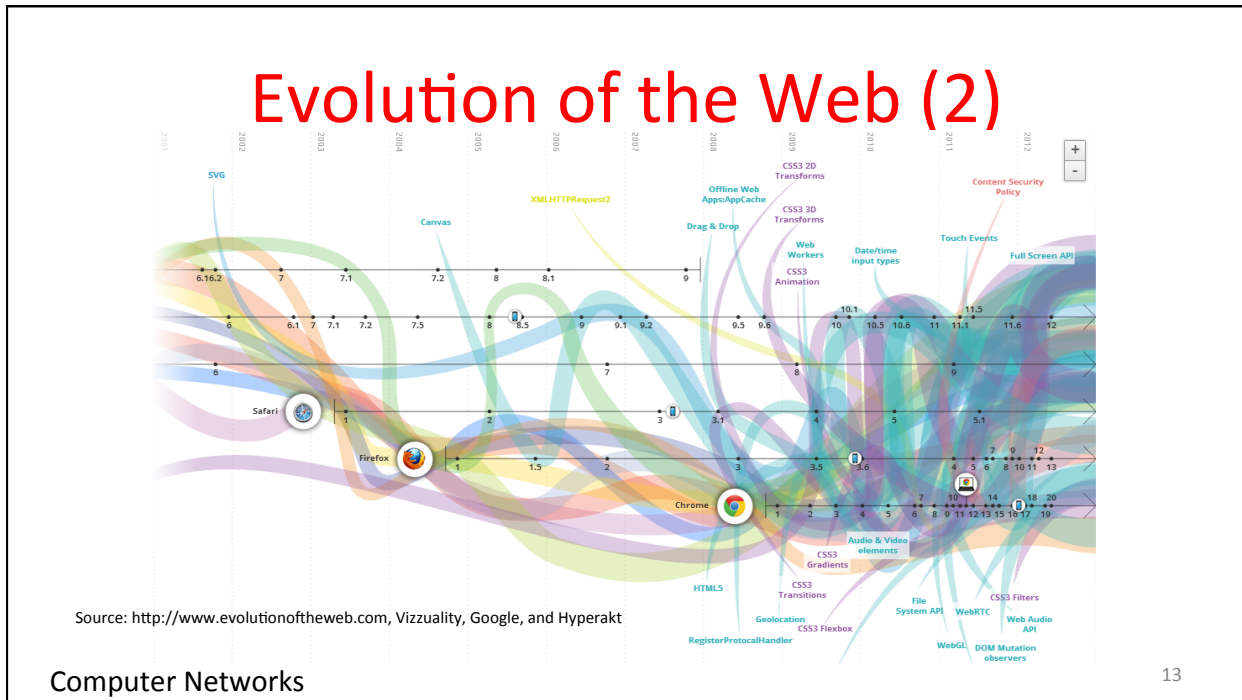 Evolution of the Web (2)
2001 2002 2003 2004 2005 2006 2007 2008 2009 2010 2011 2012
+
-
SVG
Canvas
XMLHTTPRequest2
Offline Web
Apps:AppCache
Drag & Drop
CSS3 2D
Transforms
CSS3 3D
Transforms
Web
Workers
CSS3
Animation
Date/time
input types
Content Security
Policy
Touch Events
Full Screen API
6.1 6.2 7 7.1 7.2 8 8.1 9
10.1 11.5
6 6.1 7 7.1 7.2 7.5 8 8.5 9 9.1 9.2 9.5 9.6 10 10.5 10.6 11 11.1 11.6 12
6 7 8 9
Safari
1 2 3 3.1 4 5 5.1
Firefox
7 9 12
1 1.5 2 3 3.5 3.6 4 5 6 8 10 11 13
Chrome
7 10 14 18 20
1 2 3 4 5 6 8 9 11 12 13 15 16 17 19
Audio & Video
elements
CSS3
Gradients
HTML5
CSS3
Transitions
Geolocation
CSS3 Flexbox
RegisterProtocalHandler
File
System API
WebRTC
CSS3 Filters
Web Audio
API
WebGL
DOM Mutation
observers
Source: http://www.evolutionoftheweb.com, Vizzuality, Google, and Hyperakt
Computer Networks
13